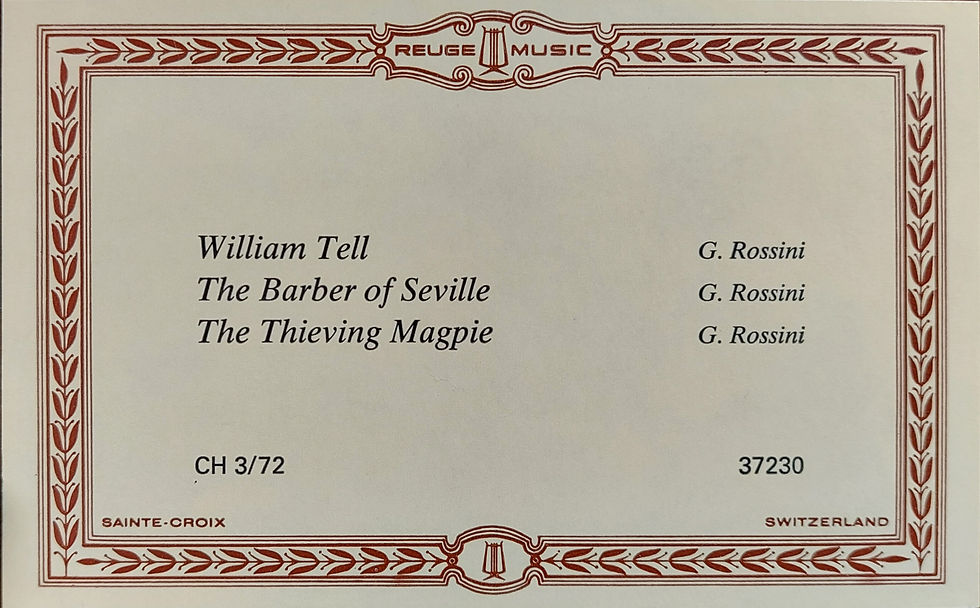 REUGE MUSIC
William Tell G. Rossini
The Barber of Seville G. Rossini
The Thieving Magpie G. Rossini
CH 3/72 37230
SAINTE-CROIX SWITZERLAND